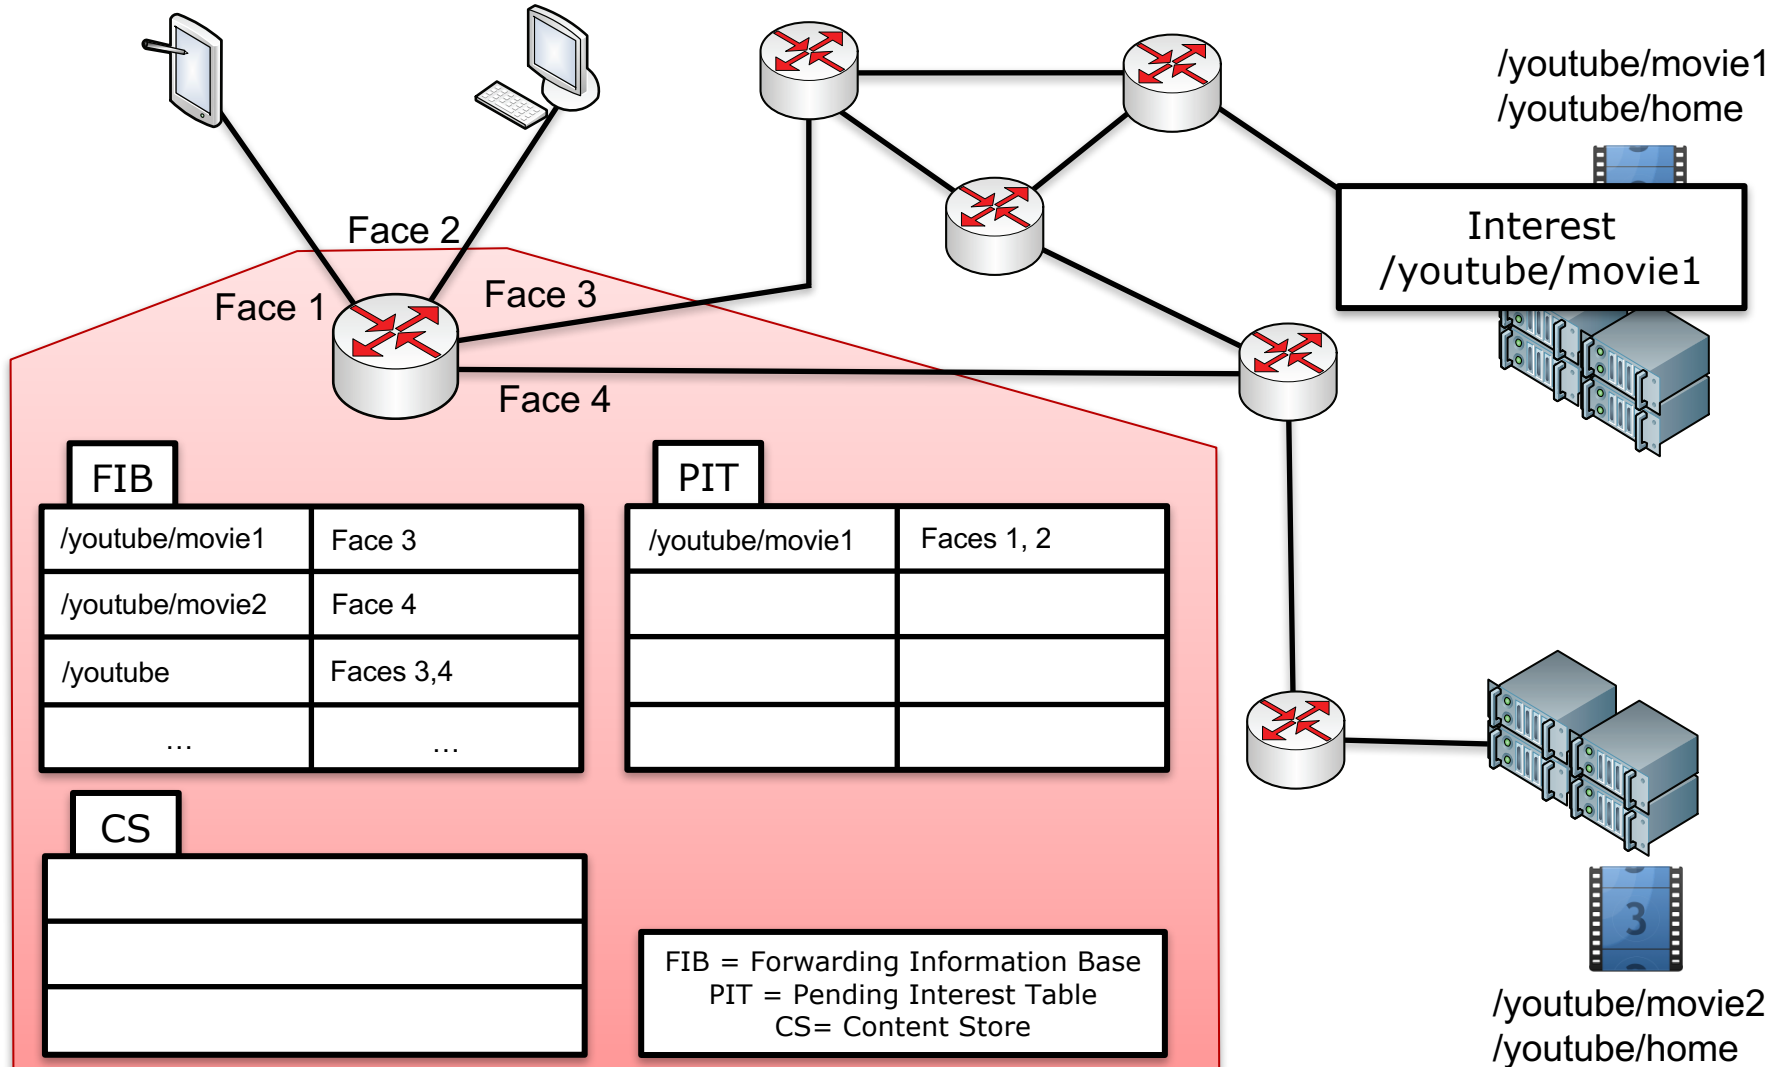 /youtube/movie1
/youtube/home
Interest
/youtube/movie1
Face 2
Face 1
Face 3
Face 4
FIB
/youtube/movie1 Face 3
/youtube/movie2 Face 4
/youtube Faces 3,4
… …
PIT
/youtube/movie1 Faces 1, 2
CS
FIB = Forwarding Information Base
PIT = Pending Interest Table
CS= Content Store
3
/youtube/movie2
/youtube/home